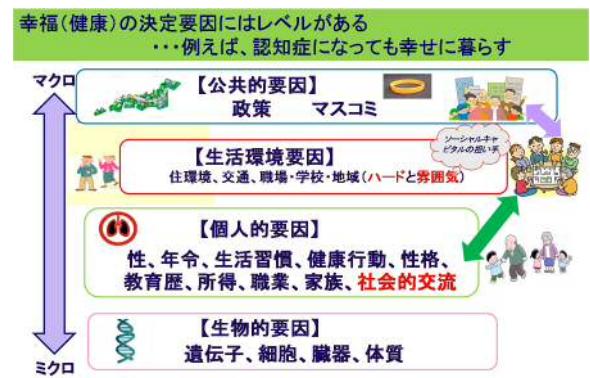 幸福(健康)の決定要因にはレベルがある
・・・例えば、認知症になっても幸せに暮らす
マクロ
【公共的要因】
政策 マスコミ
ソーシャルキャ
ピタルの担い手
【生活環境要因】
住環境、交通、職場・学校・地域(ハードと雰囲気)
【個人的要因】
性、年令、生活習慣、健康行動、性格、
教育歴、所得、職業、家族、社会的交流
【生物的要因】
遺伝子、細胞、臓器、体質
ミクロ